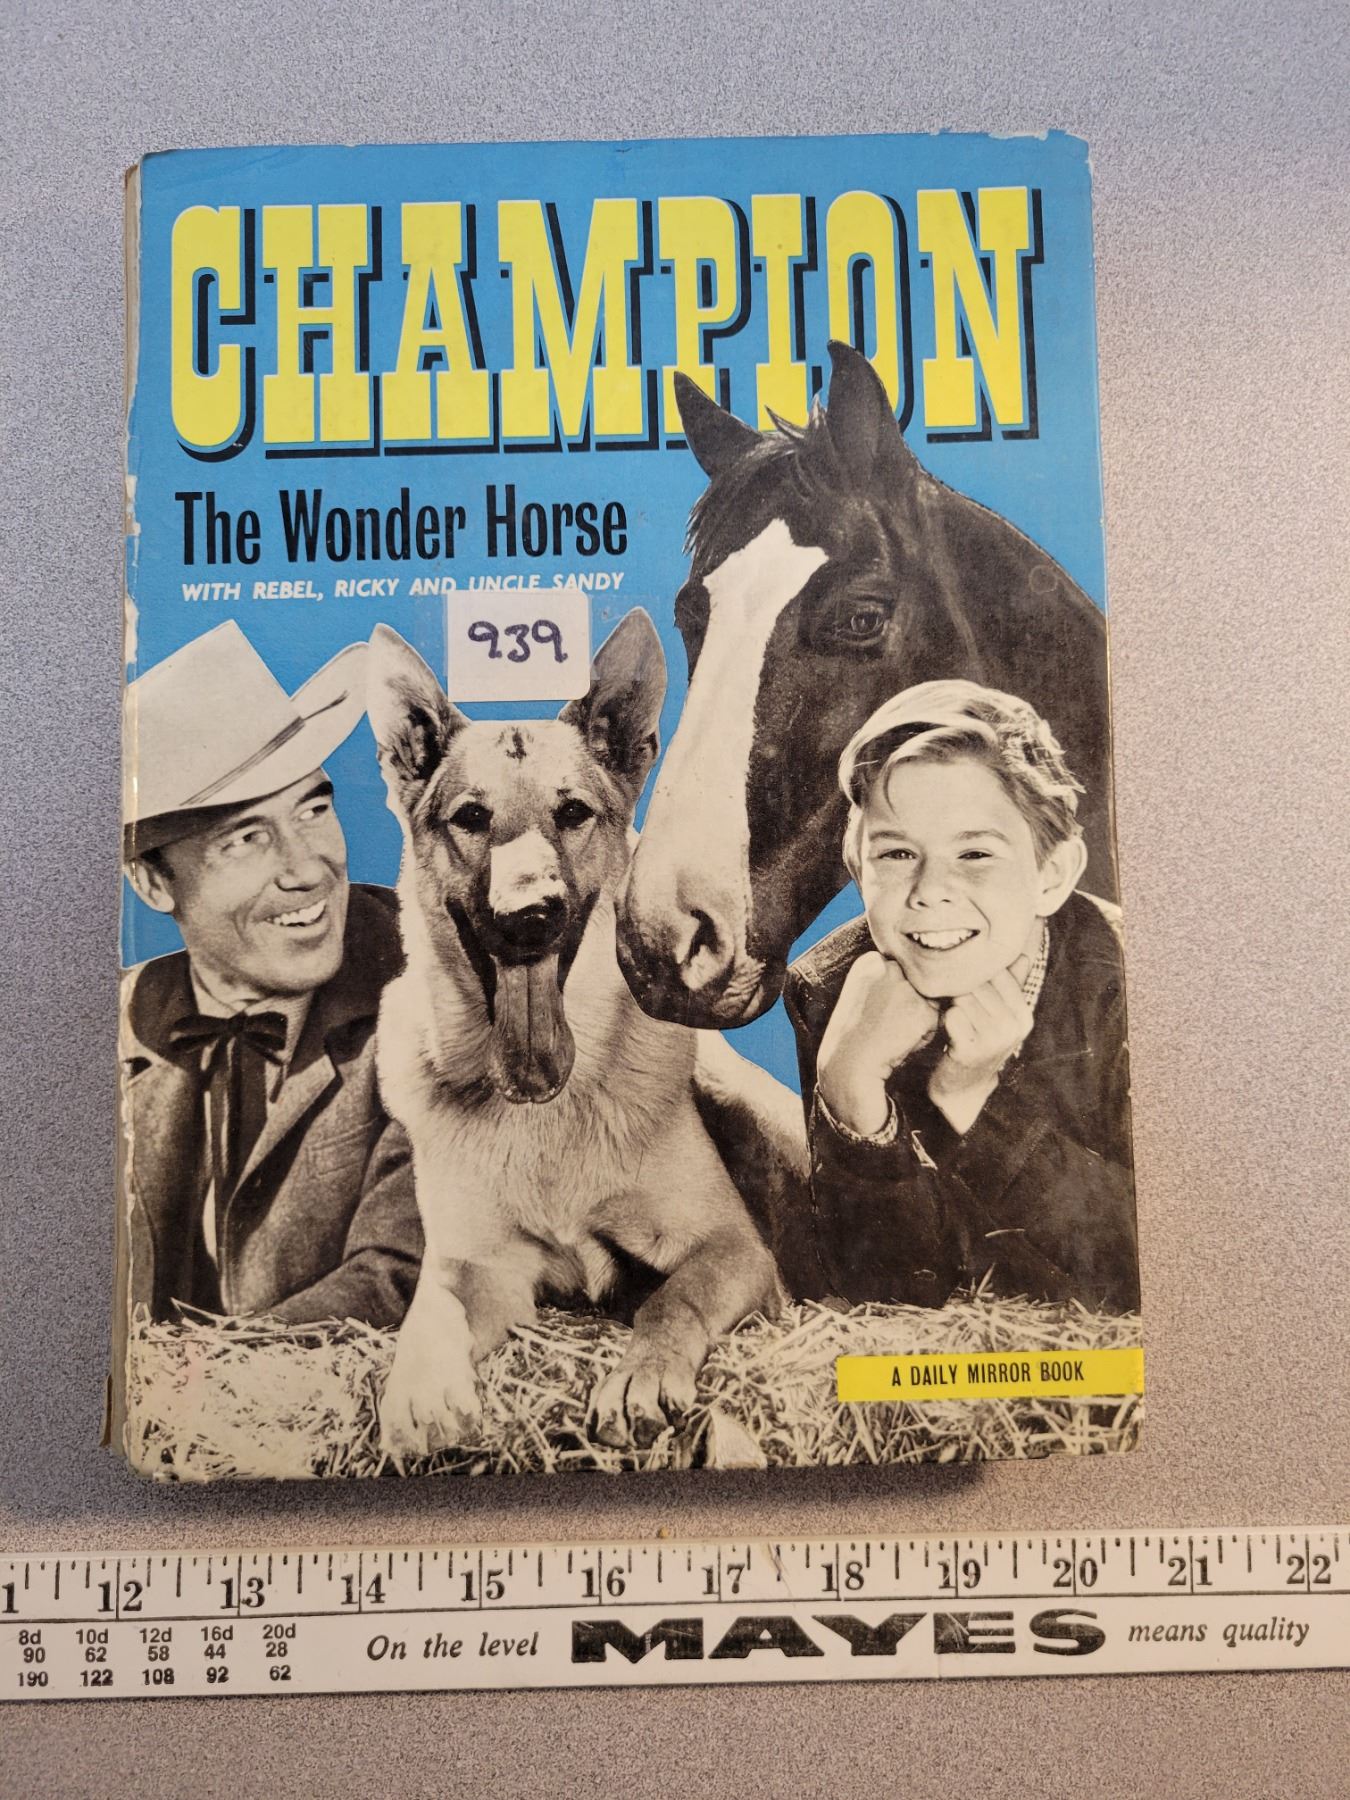 CHAMPION
The Wonder Horse
WITH REBEL, RICKY AND UNCLE SANDY
939
A DAILY MIRROR BOOK
1 12 13 14 15 16 17 18 19 20 21 22
8d 10d 12d 16d 20d
90 62 58 44 28
190 122 108 92 62
On the level MAYES means quality